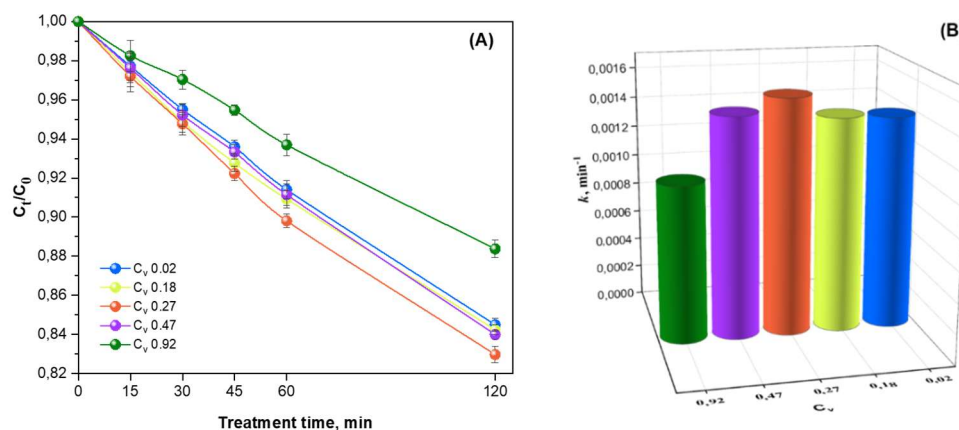 (A)
1,00
0,98
0,96
0,94
0,92
0,90
0,88
0,86
0,84
0,82
Cₜ/C₀
Cᵥ 0.02
Cᵥ 0.18
Cᵥ 0.27
Cᵥ 0.47
Cᵥ 0.92
0 15 30 45 60 120
Treatment time, min
(B
0,0016
0,0014
0,0012
0,0010
0,0008
0,0006
0,0004
0,0002
0,0000
k, min⁻¹
0,92 0,47 0,27 0,18 0,02
Cᵥ